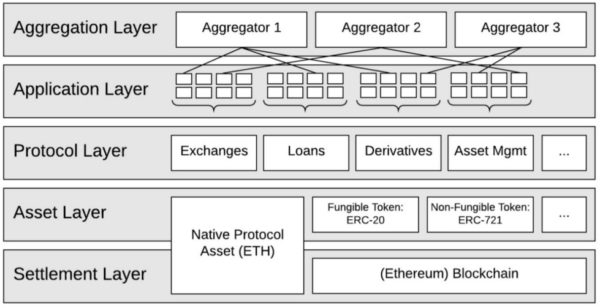 Aggregation Layer
Aggregator 1
Aggregator 2
Aggregator 3
Application Layer
Protocol Layer
Exchanges
Loans
Derivatives
Asset Mgmt
...
Asset Layer
Native Protocol
Asset (ETH)
Fungible Token:
ERC-20
Non-Fungible Token:
ERC-721
...
Settlement Layer
(Ethereum) Blockchain